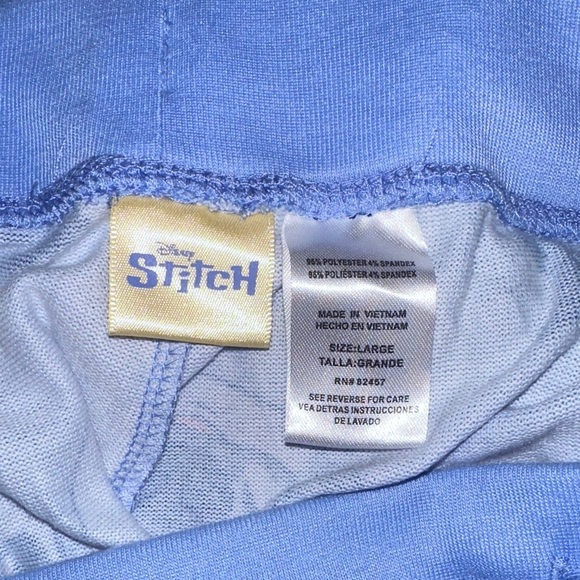 Disney
STITCH
96% POLYESTER 4% SPANDEX
96% POLIÉSTER 4% SPANDEX
MADE IN VIETNAM
HECHO EN VIETNAM
SIZE:LARGE
TALLA:GRANDE
RN# 82457
SEE REVERSE FOR CARE
VEA DETRAS INSTRUCCIONES
DE LAVADO